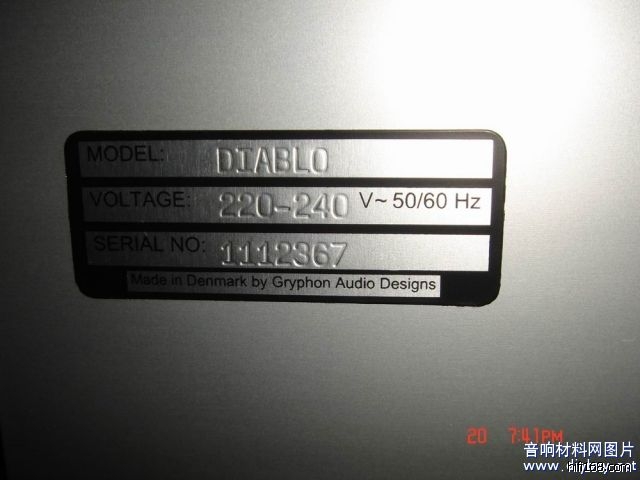 MODEL: DIABLO
VOLTAGE: 220-240 V~ 50/60 Hz
SERIAL NO: 1112367
Made in Denmark by Gryphon Audio Designs
20 7:41PM
音响材料网图片